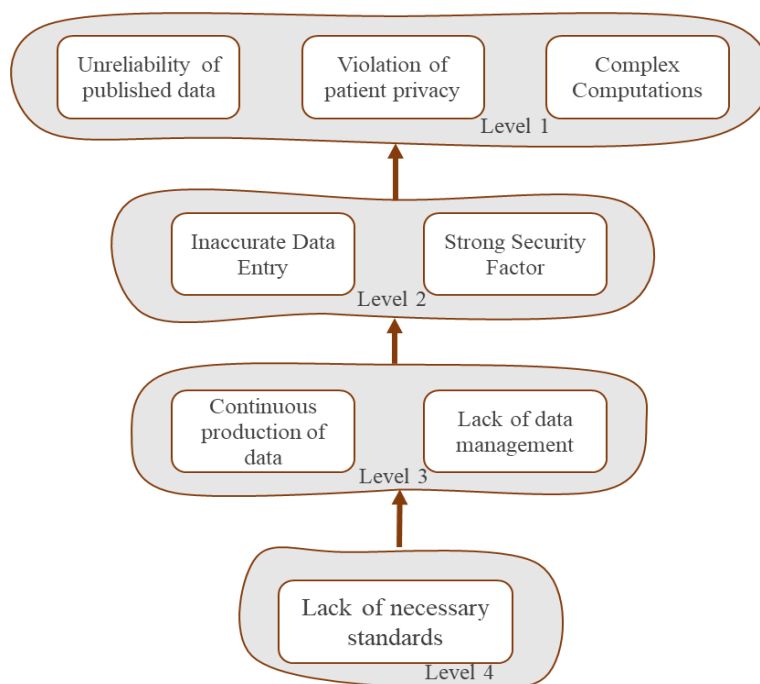 Unreliability of
published data
Violation of
patient privacy
Complex
Computations
Level 1
Inaccurate Data
Entry
Strong Security
Factor
Level 2
Continuous
production of
data
Lack of data
management
Level 3
Lack of necessary
standards
Level 4